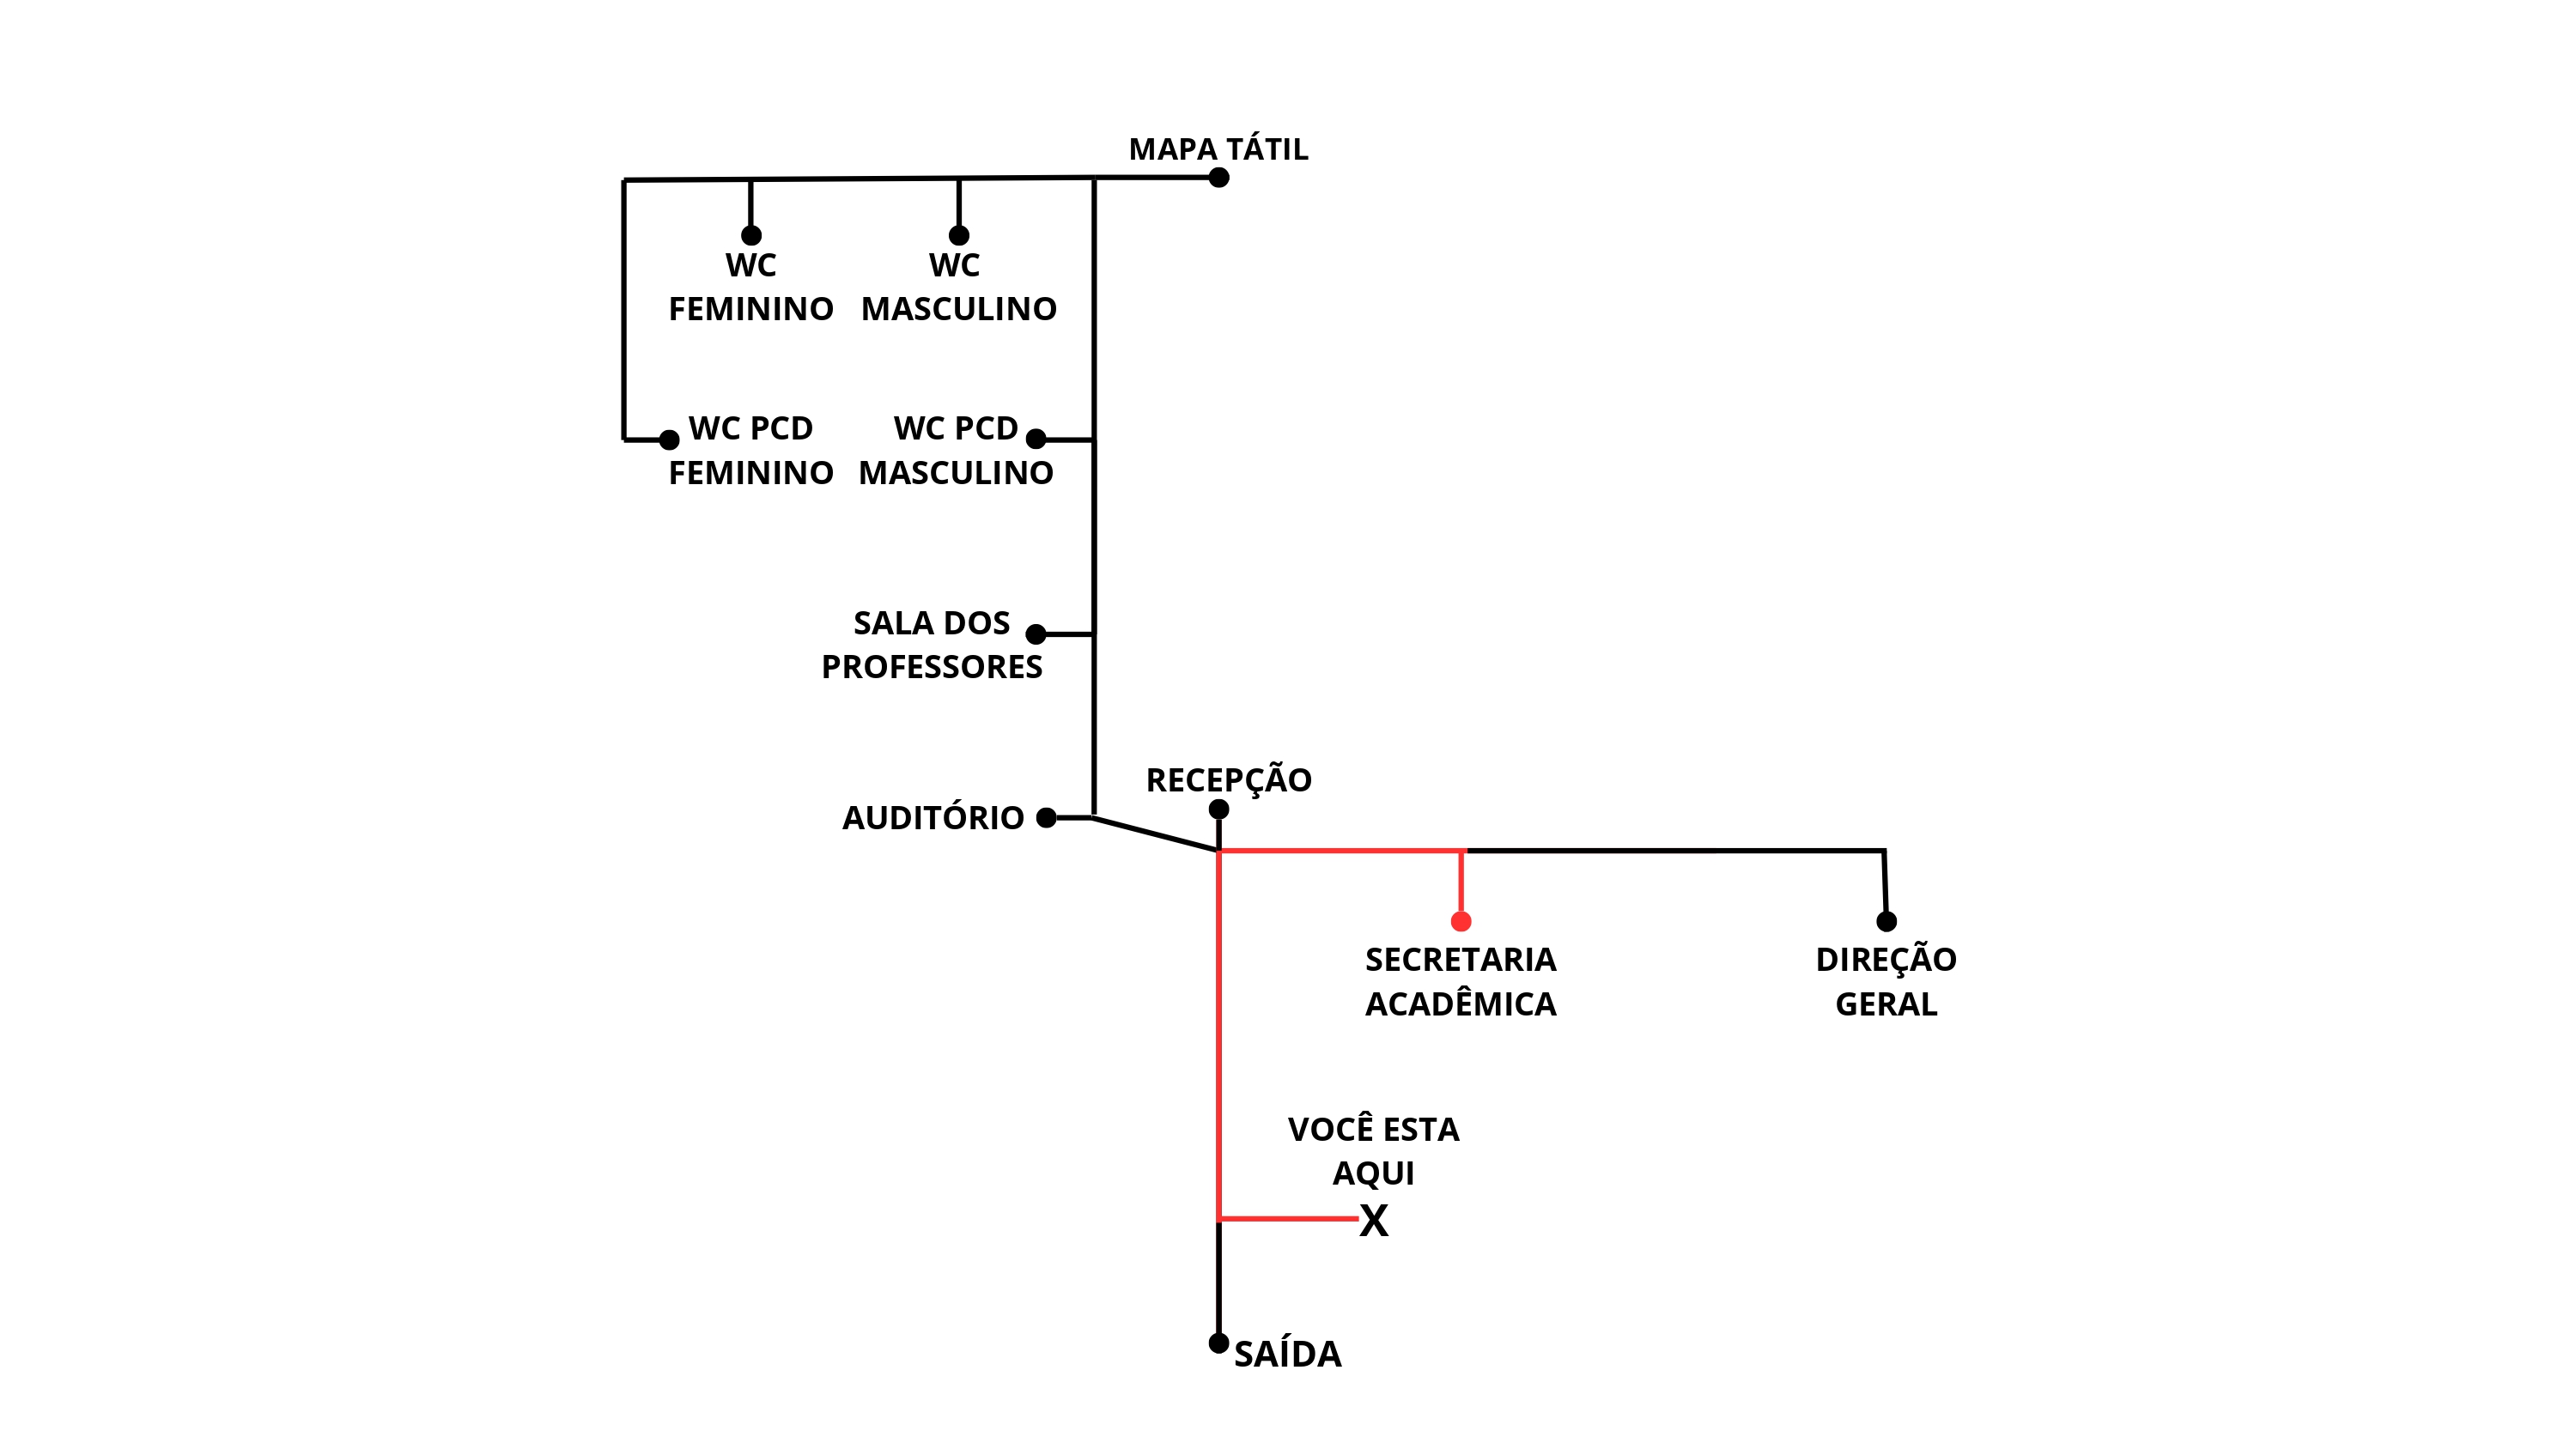 MAPA TÁTIL
WC
FEMININO
WC
MASCULINO
WC PCD
FEMININO
WC PCD
MASCULINO
SALA DOS
PROFESSORES
RECEPÇÃO
AUDITÓRIO
SECRETARIA
ACADÊMICA
DIREÇÃO
GERAL
VOCÊ ESTA
AQUI
X
SAÍDA